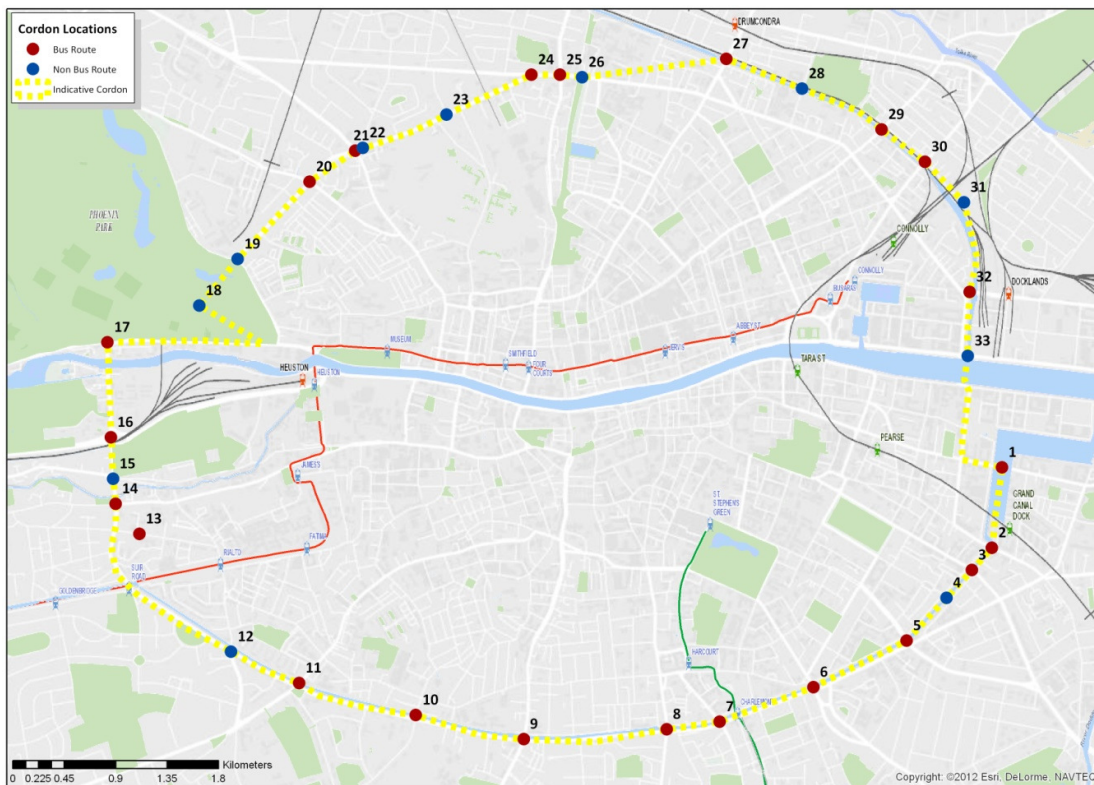 Cordon Locations
Bus Route
Non Bus Route
Indicative Cordon
DRUMCONDRA
27
24 25 26
28
23
29
21 22
30
20
31
PHOENIX
PARK
19
CONNOLLY
CONNOLLY
18
32
DOCKLANDS
BUSARAS
17
ABBEY ST
MUSEUM
JERVIS
33
SMITHFIELD
FOUR
COURTS
HEUSTON
HEUSTON
TARA ST
16
PEARSE
1
15
JAMES'S
14
GRAND
CANAL
DOCK
ST
STEPHEN'S
GREEN
13
2
FATIMA
RIALTO
3
SUIR
ROAD
GOLDENBRIDGE
4
12
5
HARCOURT
11
6
10
CHARLEMONT
7
8
9
Kilometers
0 0.225 0.45 0.9 1.35 1.8
Copyright: ©2012 Esri, DeLorme, NAVTEQ